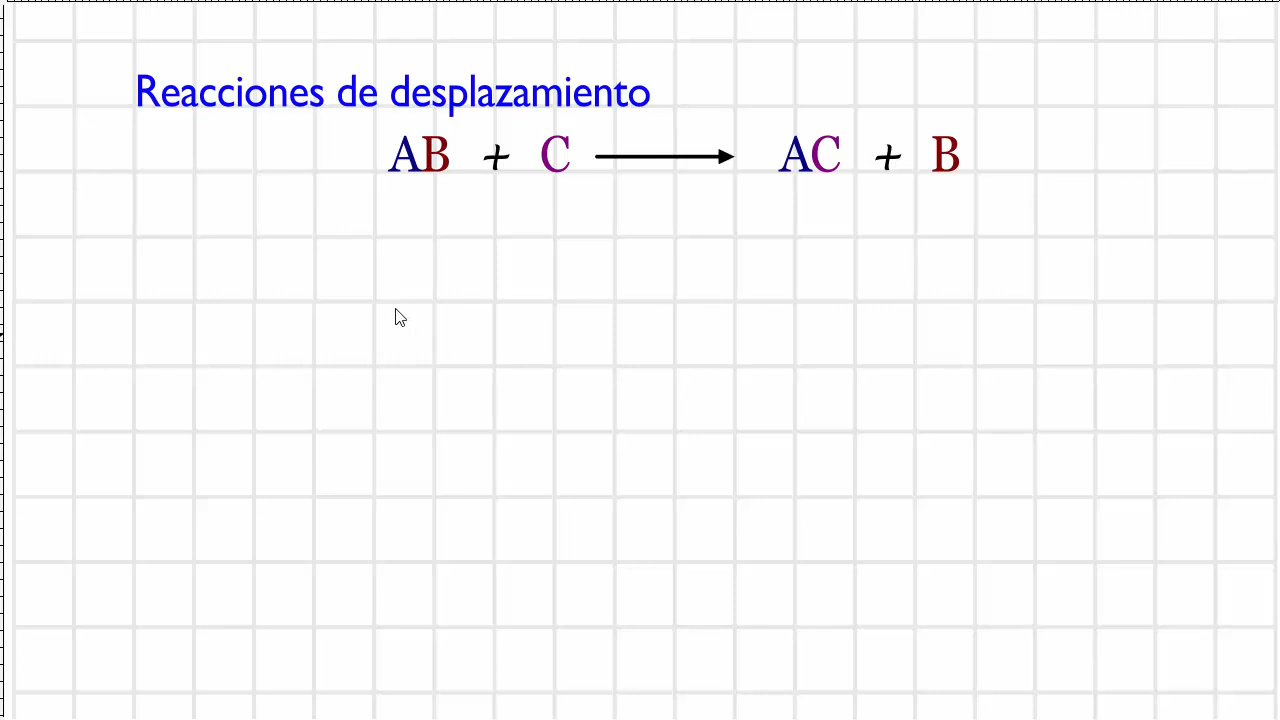 Reacciones de desplazamiento
AB + C ⟶ AC + B